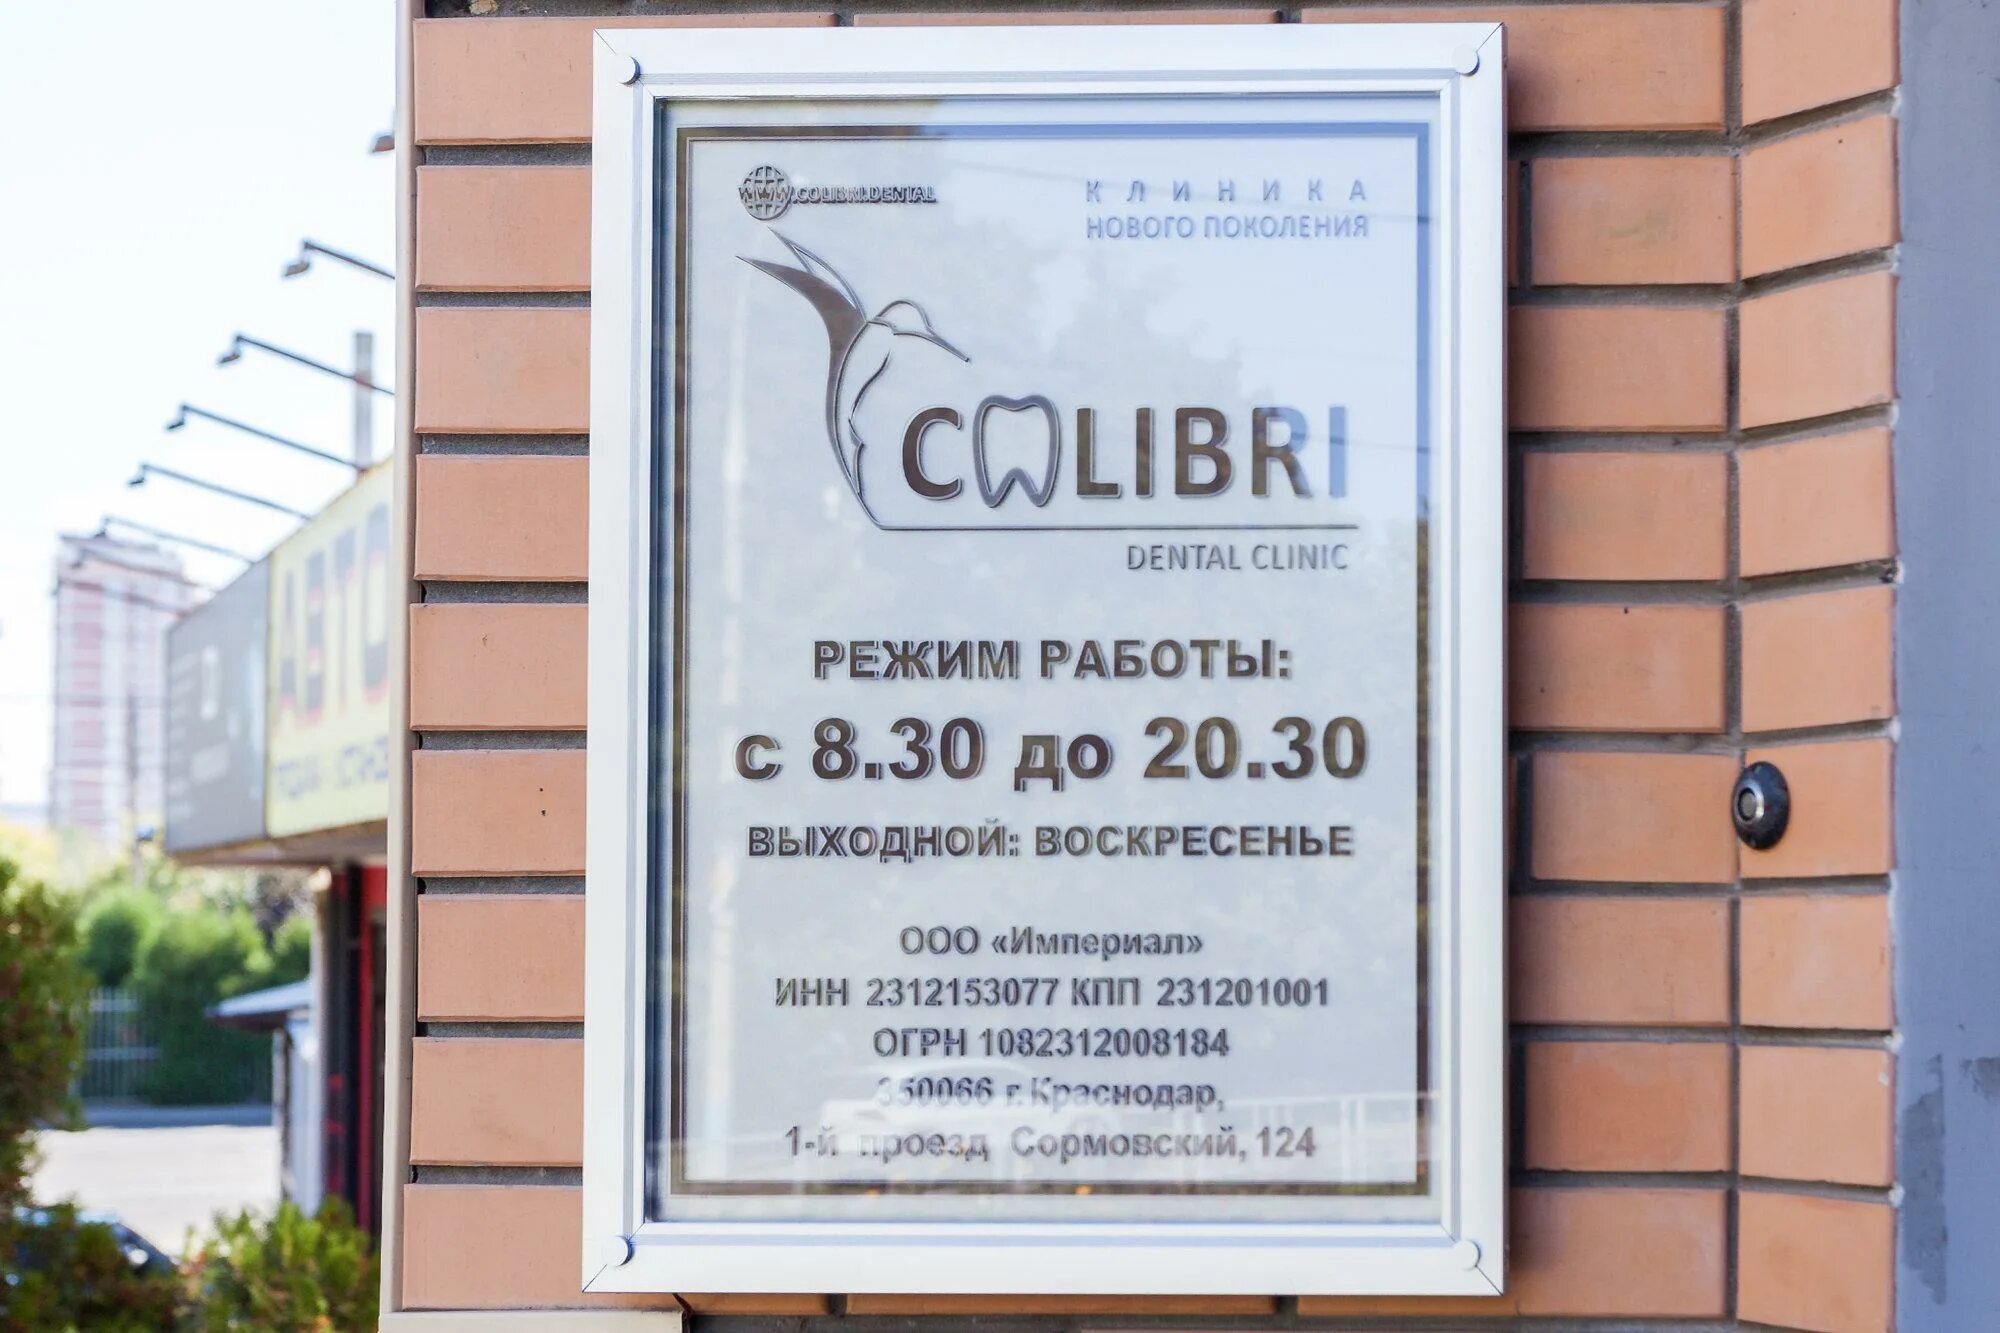 WWW.COLIBRI.DENTAL
КЛИНИКА
НОВОГО ПОКОЛЕНИЯ
COLIBRI
DENTAL CLINIC
РЕЖИМ РАБОТЫ:
с 8.30 до 20.30
ВЫХОДНОЙ: ВОСКРЕСЕНЬЕ
ООО «Империал»
ИНН 2312153077 КПП 231201001
ОГРН 1082312008184
350066 г. Краснодар,
1-й проезд Сормовский, 124
АВТО